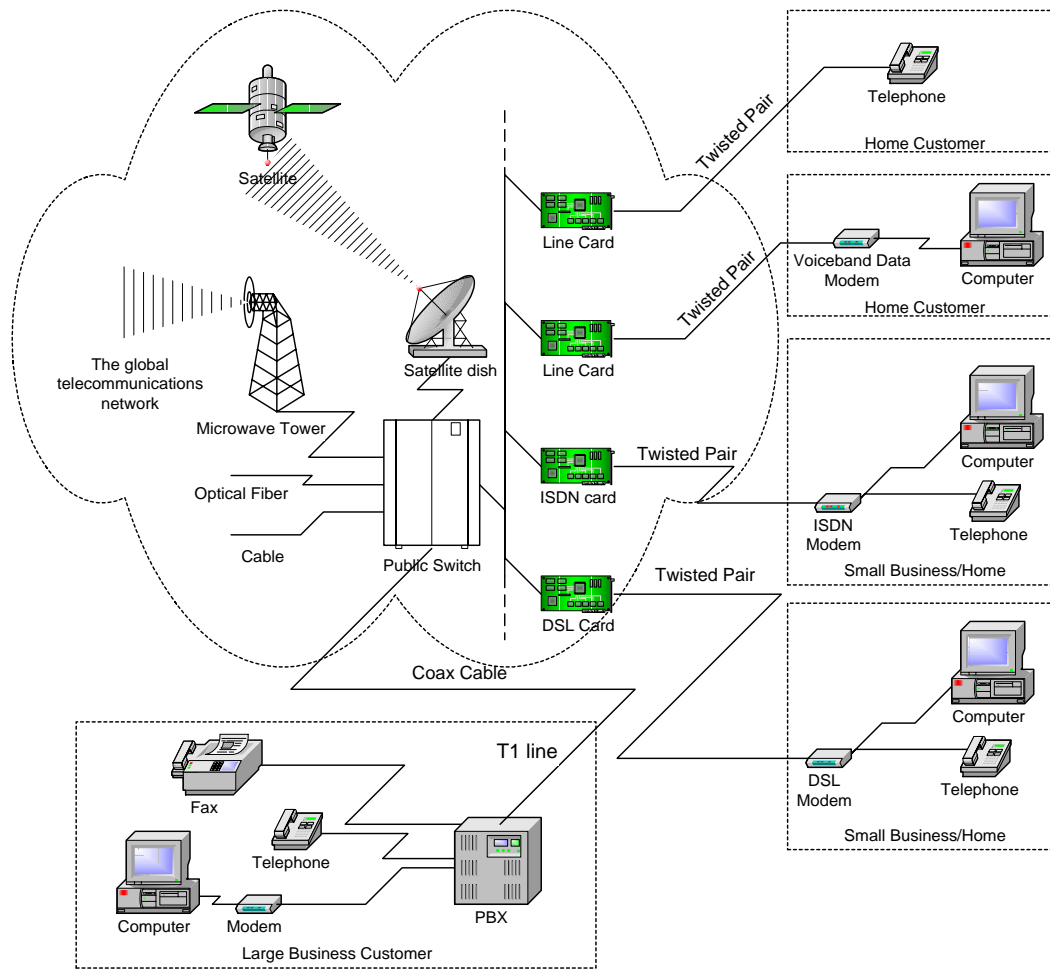 Telephone
Home Customer
Twisted Pair
Satellite
Line Card
Voiceband Data
Modem
Computer
Home Customer
Twisted Pair
Line Card
The global
telecommunications
network
Microwave Tower
Satellite dish
Optical Fiber
Cable
Public Switch
Twisted Pair
ISDN card
Computer
ISDN
Modem
Telephone
Small Business/Home
Twisted Pair
DSL Card
Coax Cable
Computer
DSL
Modem
Telephone
Small Business/Home
T1 line
Fax
Telephone
Computer
Modem
PBX
Large Business Customer